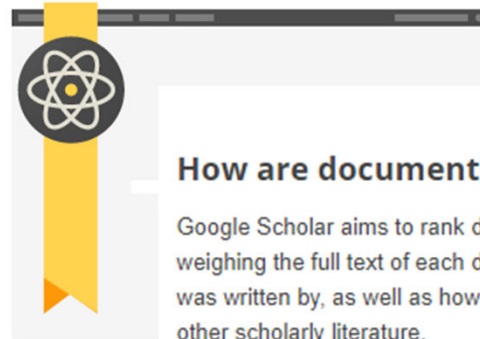 How are document
Google Scholar aims to rank d
weighing the full text of each d
was written by, as well as how
other scholarly literature.